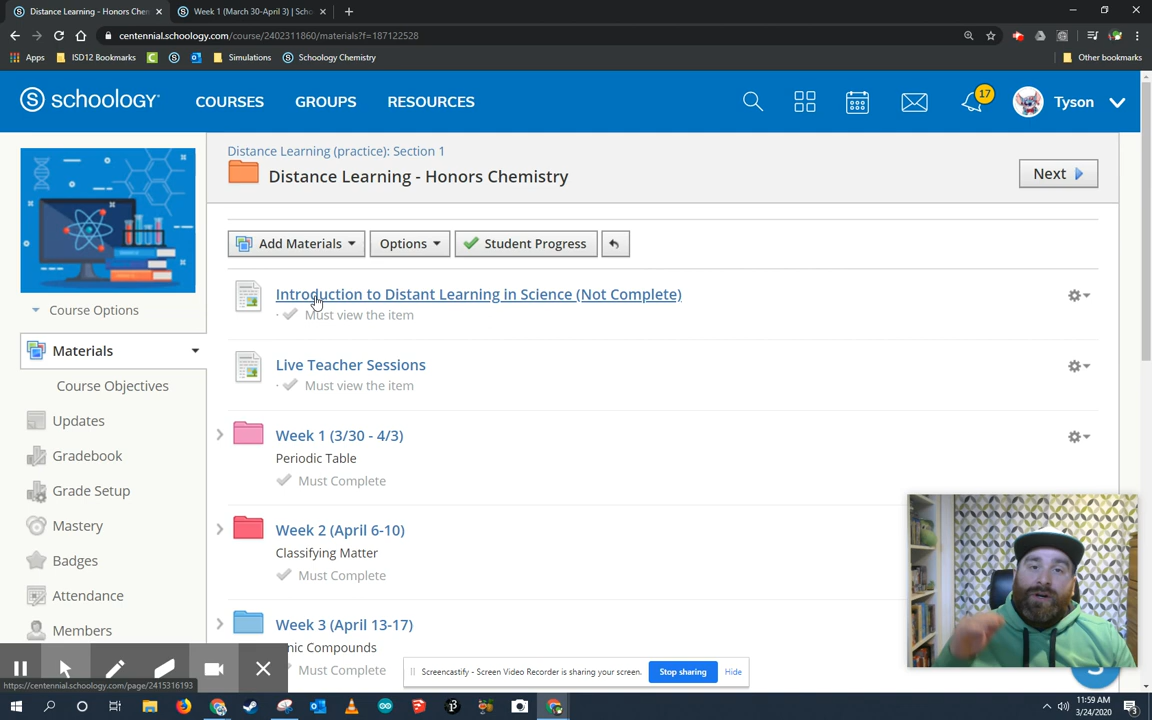 Distance Learning - Honors Chem
Week 1 (March 30-April 3) | Scho
centennial.schoology.com/course/2402311860/materials?f=187122528
Apps
ISD12 Bookmarks
Simulations
Schoology Chemistry
Other bookmarks
schoology
COURSES
GROUPS
RESOURCES
17
Tyson
Distance Learning (practice): Section 1
Distance Learning - Honors Chemistry
Next
Add Materials
Options
Student Progress
Introduction to Distant Learning in Science (Not Complete)
· Must view the item
Course Options
Materials
Live Teacher Sessions
· Must view the item
Course Objectives
Updates
Week 1 (3/30 - 4/3)
Periodic Table
Must Complete
Gradebook
Grade Setup
Mastery
Week 2 (April 6-10)
Classifying Matter
Must Complete
Badges
Attendance
Members
Week 3 (April 13-17)
nic Compounds
Must Complete
Screencastify - Screen Video Recorder is sharing your screen.
Stop sharing
Hide
https://centennial.schoology.com/page/2415316193
11:59 AM
3/24/2020
3